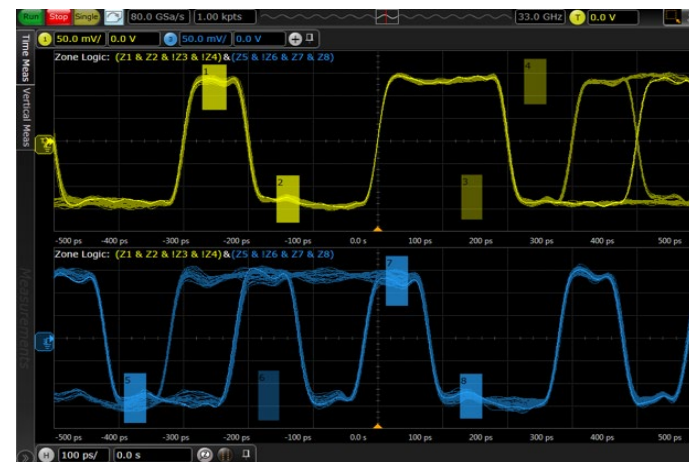 Run Stop Single 80.0 GSa/s 1.00 kpts 33.0 GHz T 0.0 V
1 50.0 mV/ 0.0 V 3 50.0 mV/ 0.0 V
Time Meas
Vertical Meas
Measurements
Zone Logic: (Z1 & Z2 & !Z3 & !Z4)&(Z5 & !Z6 & Z7 & Z8)
1 4
2 3
-500 ps -400 ps -300 ps -200 ps -100 ps 0.0 s 100 ps 200 ps 300 ps 400 ps 500 ps
Zone Logic: (Z1 & Z2 & !Z3 & !Z4)&(Z5 & !Z6 & Z7 & Z8)
7
5 6 8
-500 ps -400 ps -300 ps -200 ps -100 ps 0.0 s 100 ps 200 ps 300 ps 400 ps 500 ps
H 100 ps/ 0.0 s